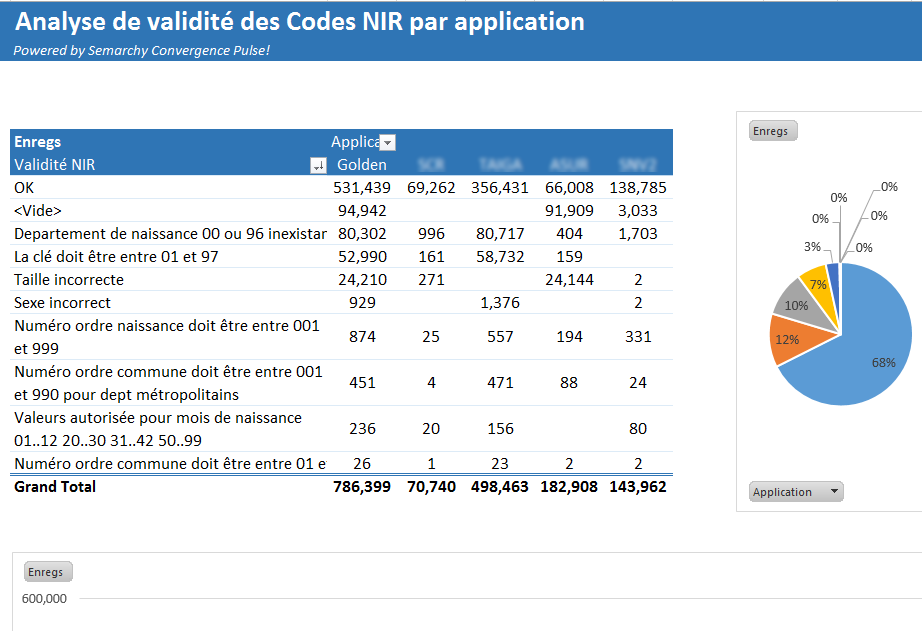 Analyse de validité des Codes NIR par application
Powered by Semarchy Convergence Pulse!
Enregs Applica
Validité NIR Golden
OK 531,439 69,262 356,431 66,008 138,785
<Vide> 94,942 91,909 3,033
Departement de naissance 00 ou 96 inexistar 80,302 996 80,717 404 1,703
La clé doit être entre 01 et 97 52,990 161 58,732 159
Taille incorrecte 24,210 271 24,144 2
Sexe incorrect 929 1,376 2
Numéro ordre naissance doit être entre 001
et 999 874 25 557 194 331
Numéro ordre commune doit être entre 001
et 990 pour dept métropolitains 451 4 471 88 24
Valeurs autorisée pour mois de naissance
01..12 20..30 31..42 50..99 236 20 156 80
Numéro ordre commune doit être entre 01 e 26 1 23 2 2
Grand Total 786,399 70,740 498,463 182,908 143,962
Enregs
0%
0%
0%
0%
3%
0%
7%
10%
12%
68%
Application
Enregs
600,000